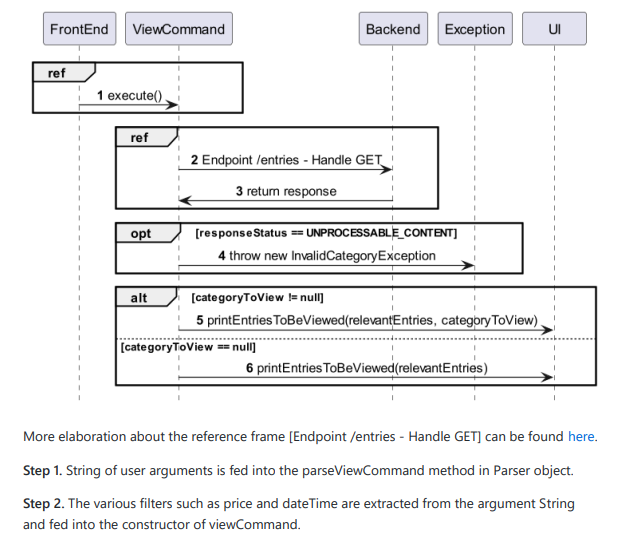 FrontEnd ViewCommand Backend Exception UI
ref
1 execute()
ref
2 Endpoint /entries - Handle GET
3 return response
opt [responseStatus == UNPROCESSABLE_CONTENT]
4 throw new InvalidCategoryException
alt [categoryToView != null]
5 printEntriesToBeViewed(relevantEntries, categoryToView)
[categoryToView == null]
6 printEntriesToBeViewed(relevantEntries)
More elaboration about the reference frame [Endpoint /entries - Handle GET] can be found here.
Step 1. String of user arguments is fed into the parseViewCommand method in Parser object.
Step 2. The various filters such as price and dateTime are extracted from the argument String
and fed into the constructor of viewCommand.